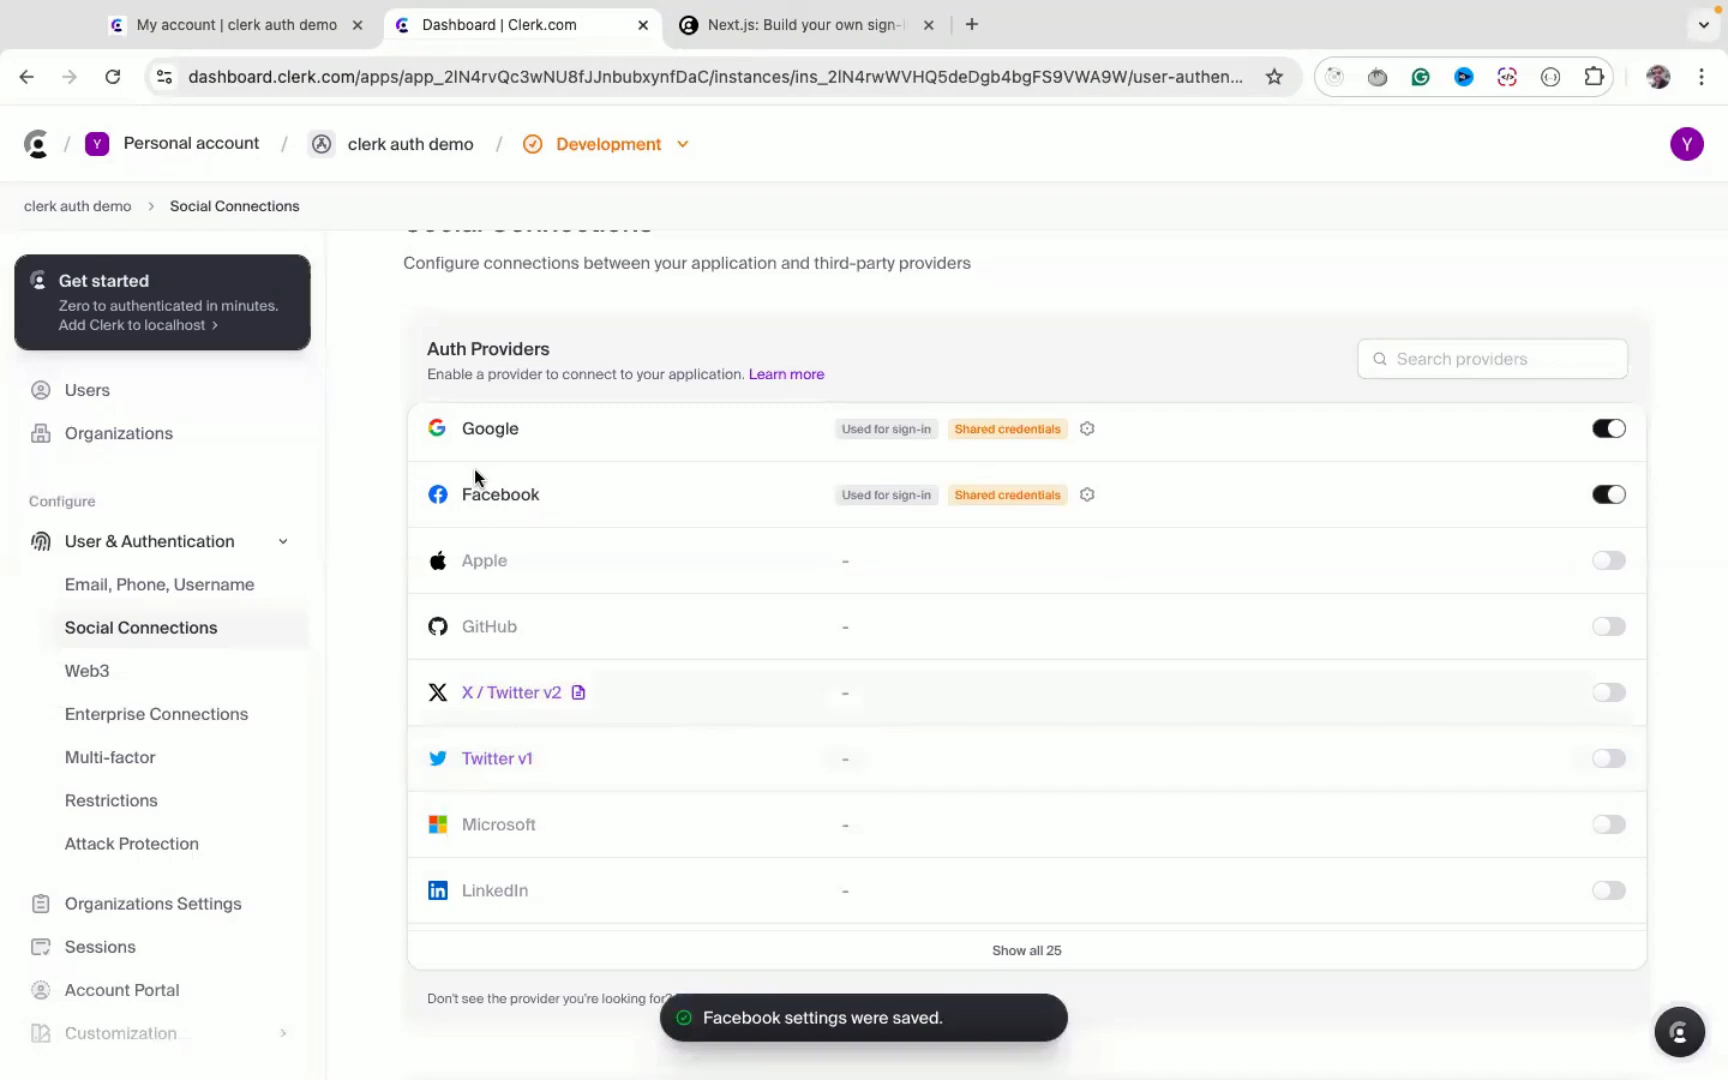 My account | clerk auth demo
Dashboard | Clerk.com
Next.js: Build your own sign-
dashboard.clerk.com/apps/app_2lN4rvQc3wNU8fJJnbubxynfDaC/instances/ins_2lN4rwWVHQ5deDgb4bgFS9VWA9W/user-authen...
/ Y Personal account / clerk auth demo / Development
Y
clerk auth demo > Social Connections
Social Connections
Configure connections between your application and third-party providers
Get started
Zero to authenticated in minutes.
Add Clerk to localhost >
Users
Organizations
Configure
User & Authentication
Email, Phone, Username
Social Connections
Web3
Enterprise Connections
Multi-factor
Restrictions
Attack Protection
Organizations Settings
Sessions
Account Portal
Customization
Auth Providers
Enable a provider to connect to your application. Learn more
Search providers
Google Used for sign-in Shared credentials
Facebook Used for sign-in Shared credentials
Apple -
GitHub -
X / Twitter v2 -
Twitter v1 -
Microsoft -
LinkedIn -
Show all 25
Don't see the provider you're looking for?
Facebook settings were saved.